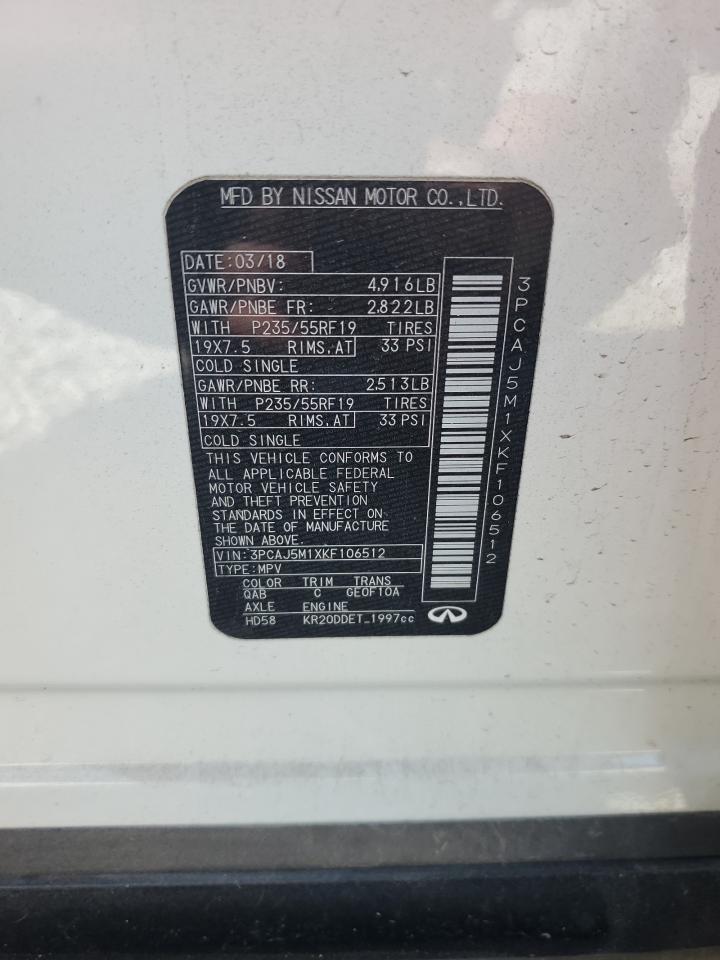 MFD BY NISSAN MOTOR CO.,LTD.
DATE:03/18
GVWR/PNBV: 4,916LB
GAWR/PNBE FR: 2,822LB
WITH P235/55RF19 TIRES
19X7.5 RIMS,AT 33 PSI
COLD SINGLE
GAWR/PNBE RR: 2,513LB
WITH P235/55RF19 TIRES
19X7.5 RIMS,AT 33 PSI
COLD SINGLE
THIS VEHICLE CONFORMS TO
ALL APPLICABLE FEDERAL
MOTOR VEHICLE SAFETY
AND THEFT PREVENTION
STANDARDS IN EFFECT ON
THE DATE OF MANUFACTURE
SHOWN ABOVE.
VIN: 3PCAJ5M1XKF106512
TYPE: MPV
COLOR TRIM TRANS
QAB C GE0F10A
AXLE ENGINE
HD58 KR20DDET_1997cc
3PCAJ5M1XKF106512